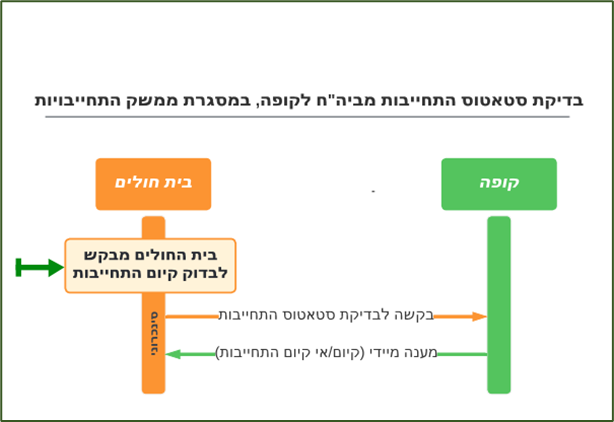 בדיקת סטאטוס התחייבות מביה"ח לקופה, במסגרת ממשק התחייבויות
קופה
בית חולים
בית החולים מבקש
לבדוק קיום התחייבות
בקשה לבדיקת סטאטוס התחייבות
מענה מיידי (קיום/אי קיום התחייבות)
סינכרוני